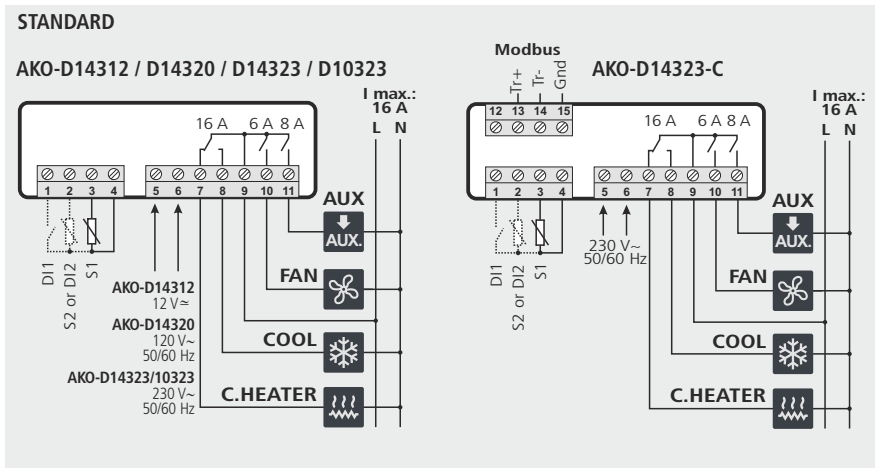 STANDARD
AKO-D14312 / D14320 / D14323 / D10323
I max.:
16 A
L N
16 A 6 A 8 A
1 2 3 4 5 6 7 8 9 10 11
DI1
S2 or DI2
S1
AKO-D14312
12 V≂
AKO-D14320
120 V~
50/60 Hz
AKO-D14323/10323
230 V~
50/60 Hz
AUX
AUX.
FAN
COOL
C.HEATER
Modbus
Tr+
Tr-
Gnd
AKO-D14323-C
I max.:
16 A
L N
12 13 14 15
16 A 6 A 8 A
1 2 3 4 5 6 7 8 9 10 11
DI1
S2 or DI2
S1
230 V~
50/60 Hz
AUX
AUX.
FAN
COOL
C.HEATER